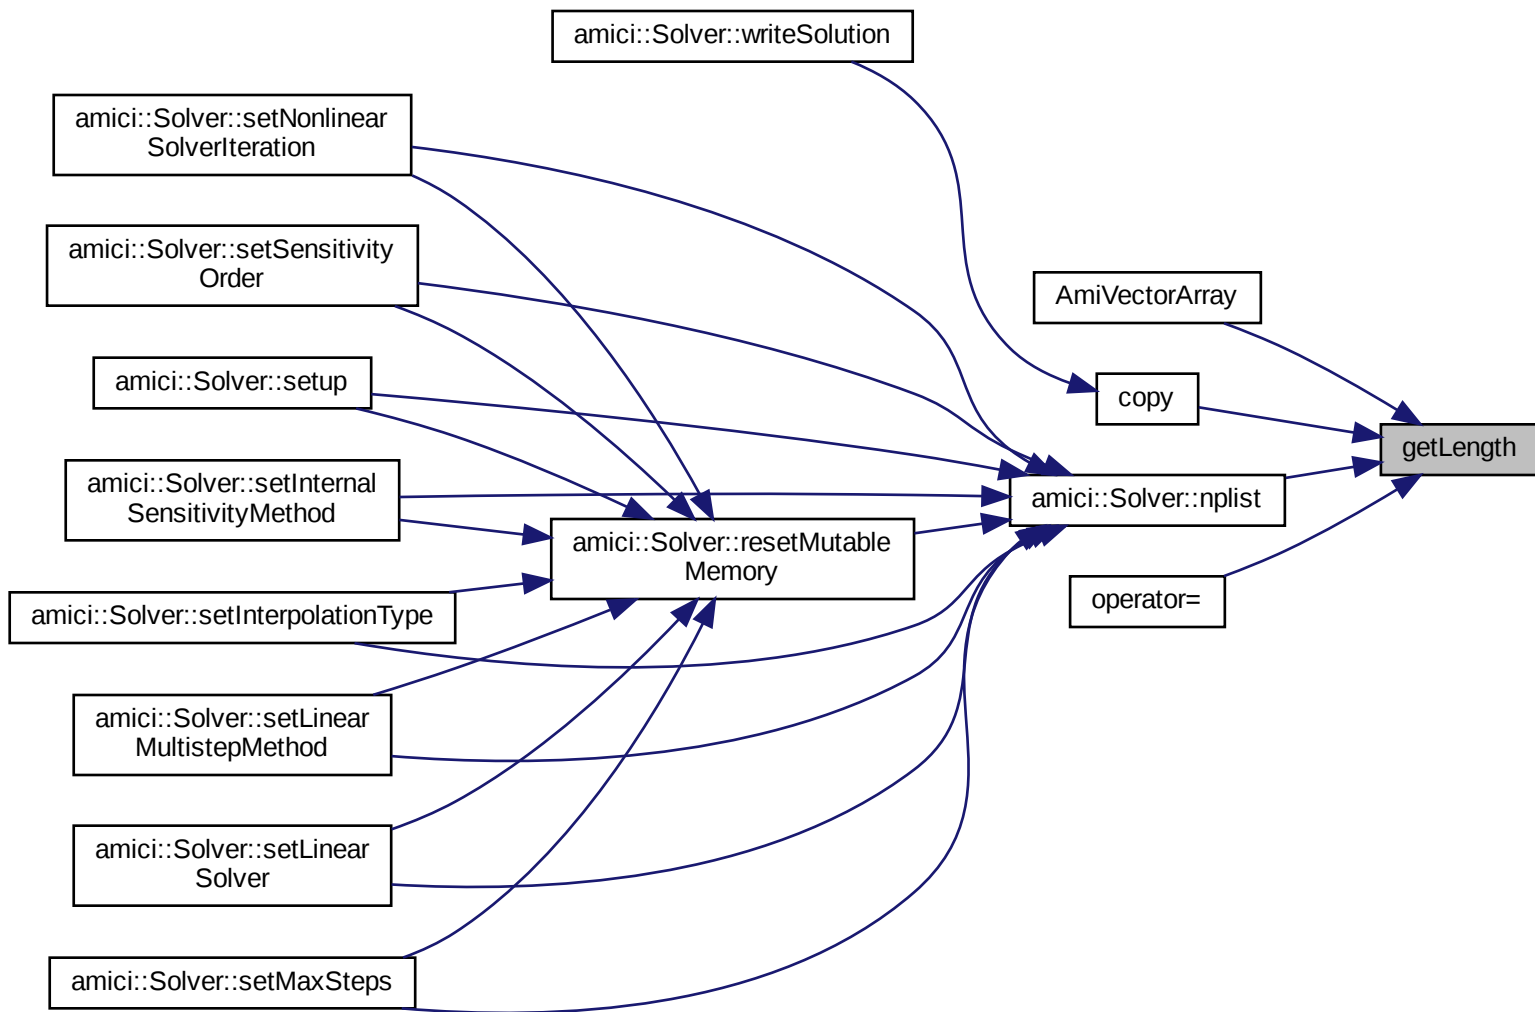 amici::Solver::writeSolution
amici::Solver::setNonlinear
SolverIteration
amici::Solver::setSensitivity
Order
AmiVectorArray
amici::Solver::setup
copy
getLength
amici::Solver::setInternal
SensitivityMethod
amici::Solver::nplist
amici::Solver::resetMutable
Memory
operator=
amici::Solver::setInterpolationType
amici::Solver::setLinear
MultistepMethod
amici::Solver::setLinear
Solver
amici::Solver::setMaxSteps